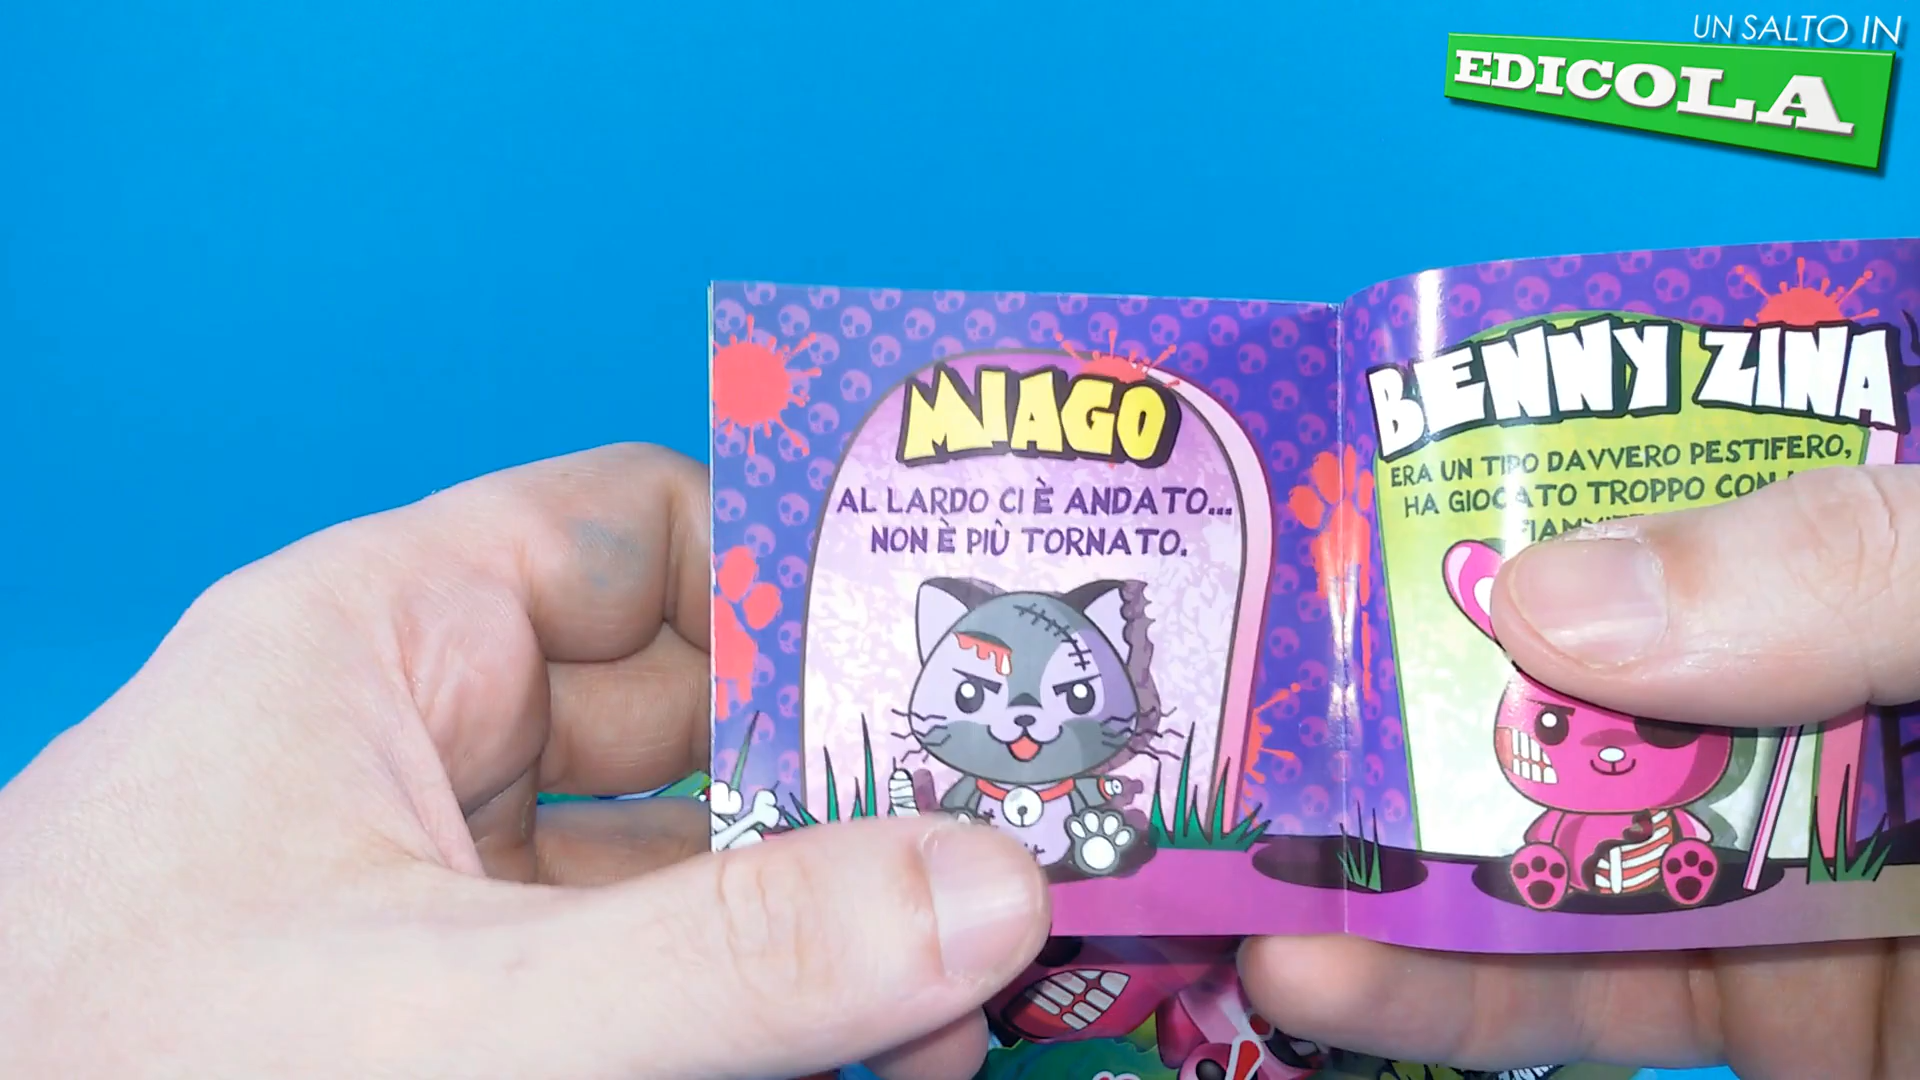 UN SALTO IN
EDICOLA
MIAGO
AL LARDO CI È ANDATO...
NON È PIÙ TORNATO.
BENNY ZINA
ERA UN TIPO DAVVERO PESTIFERO,
HA GIOCATO TROPPO CON